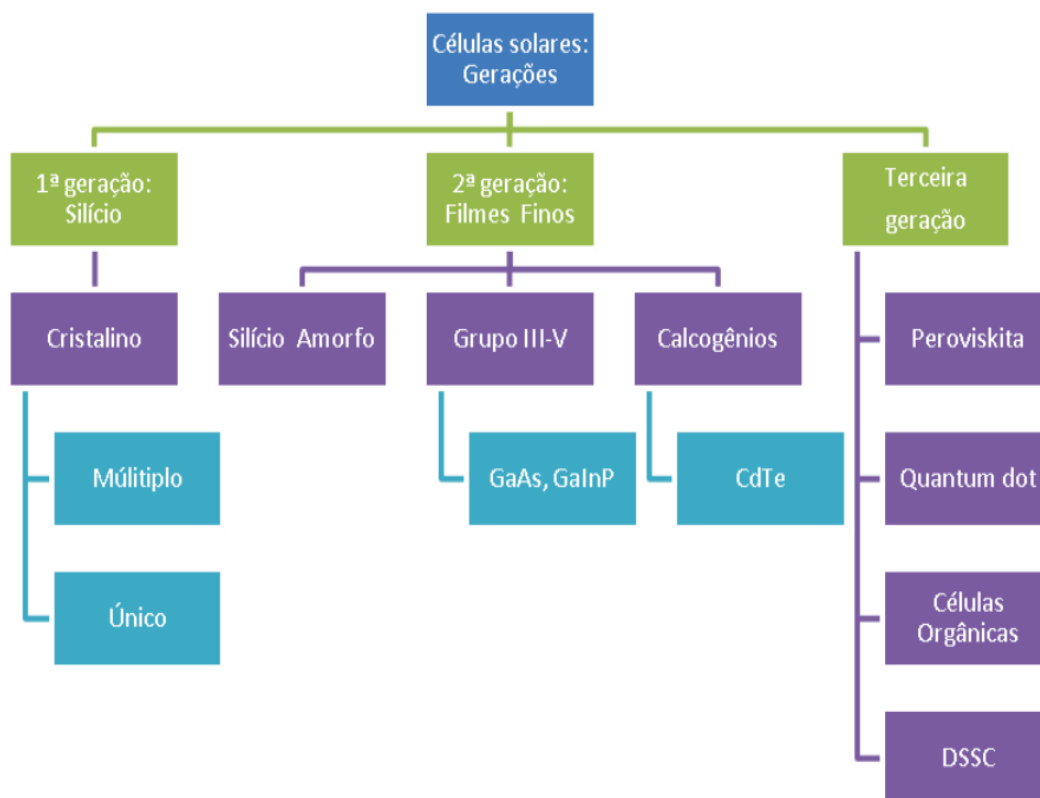 Células solares:
Gerações
1ª geração:
Silício
2ª geração:
Filmes Finos
Terceira
geração
Cristalino
Silício Amorfo
Grupo III-V
Calcogênios
Peroviskita
Múlitiplo
GaAs, GaInP
CdTe
Quantum dot
Único
Células
Orgânicas
DSSC